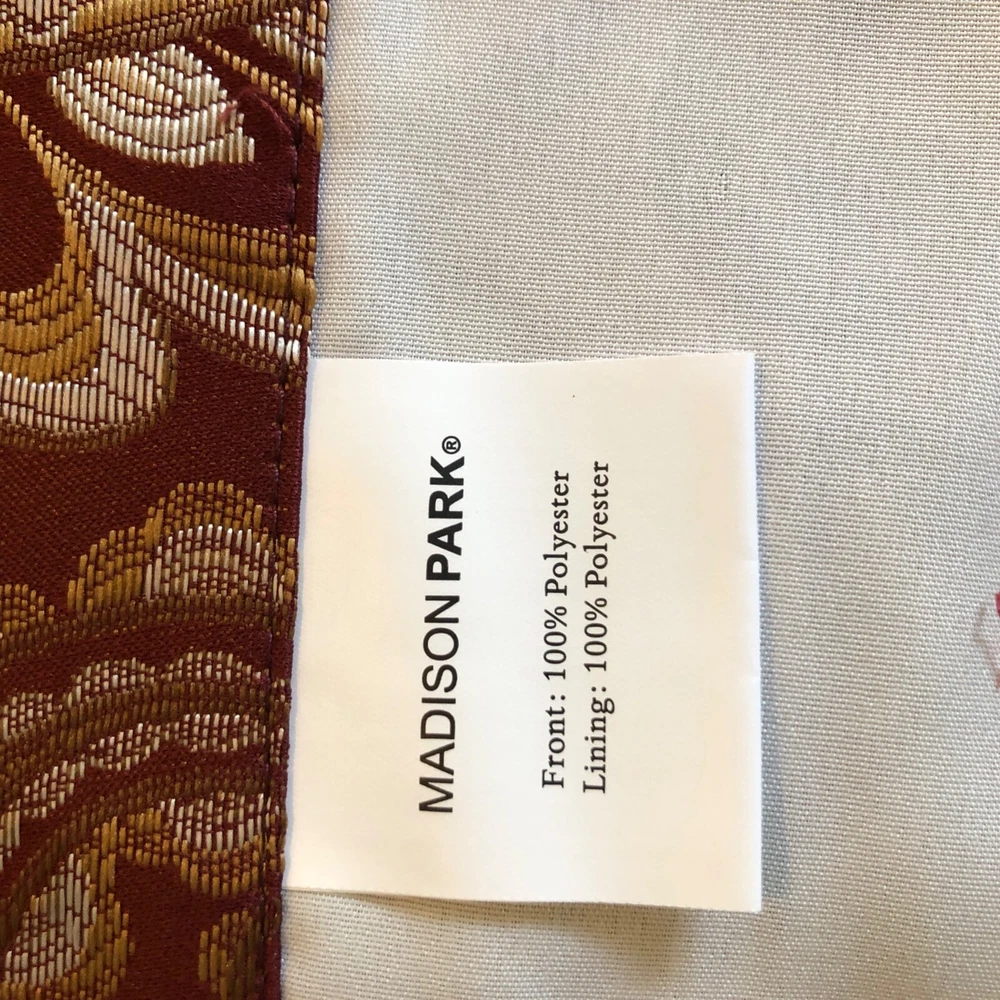 MADISON PARK®
Front: 100% Polyester
Lining: 100% Polyester